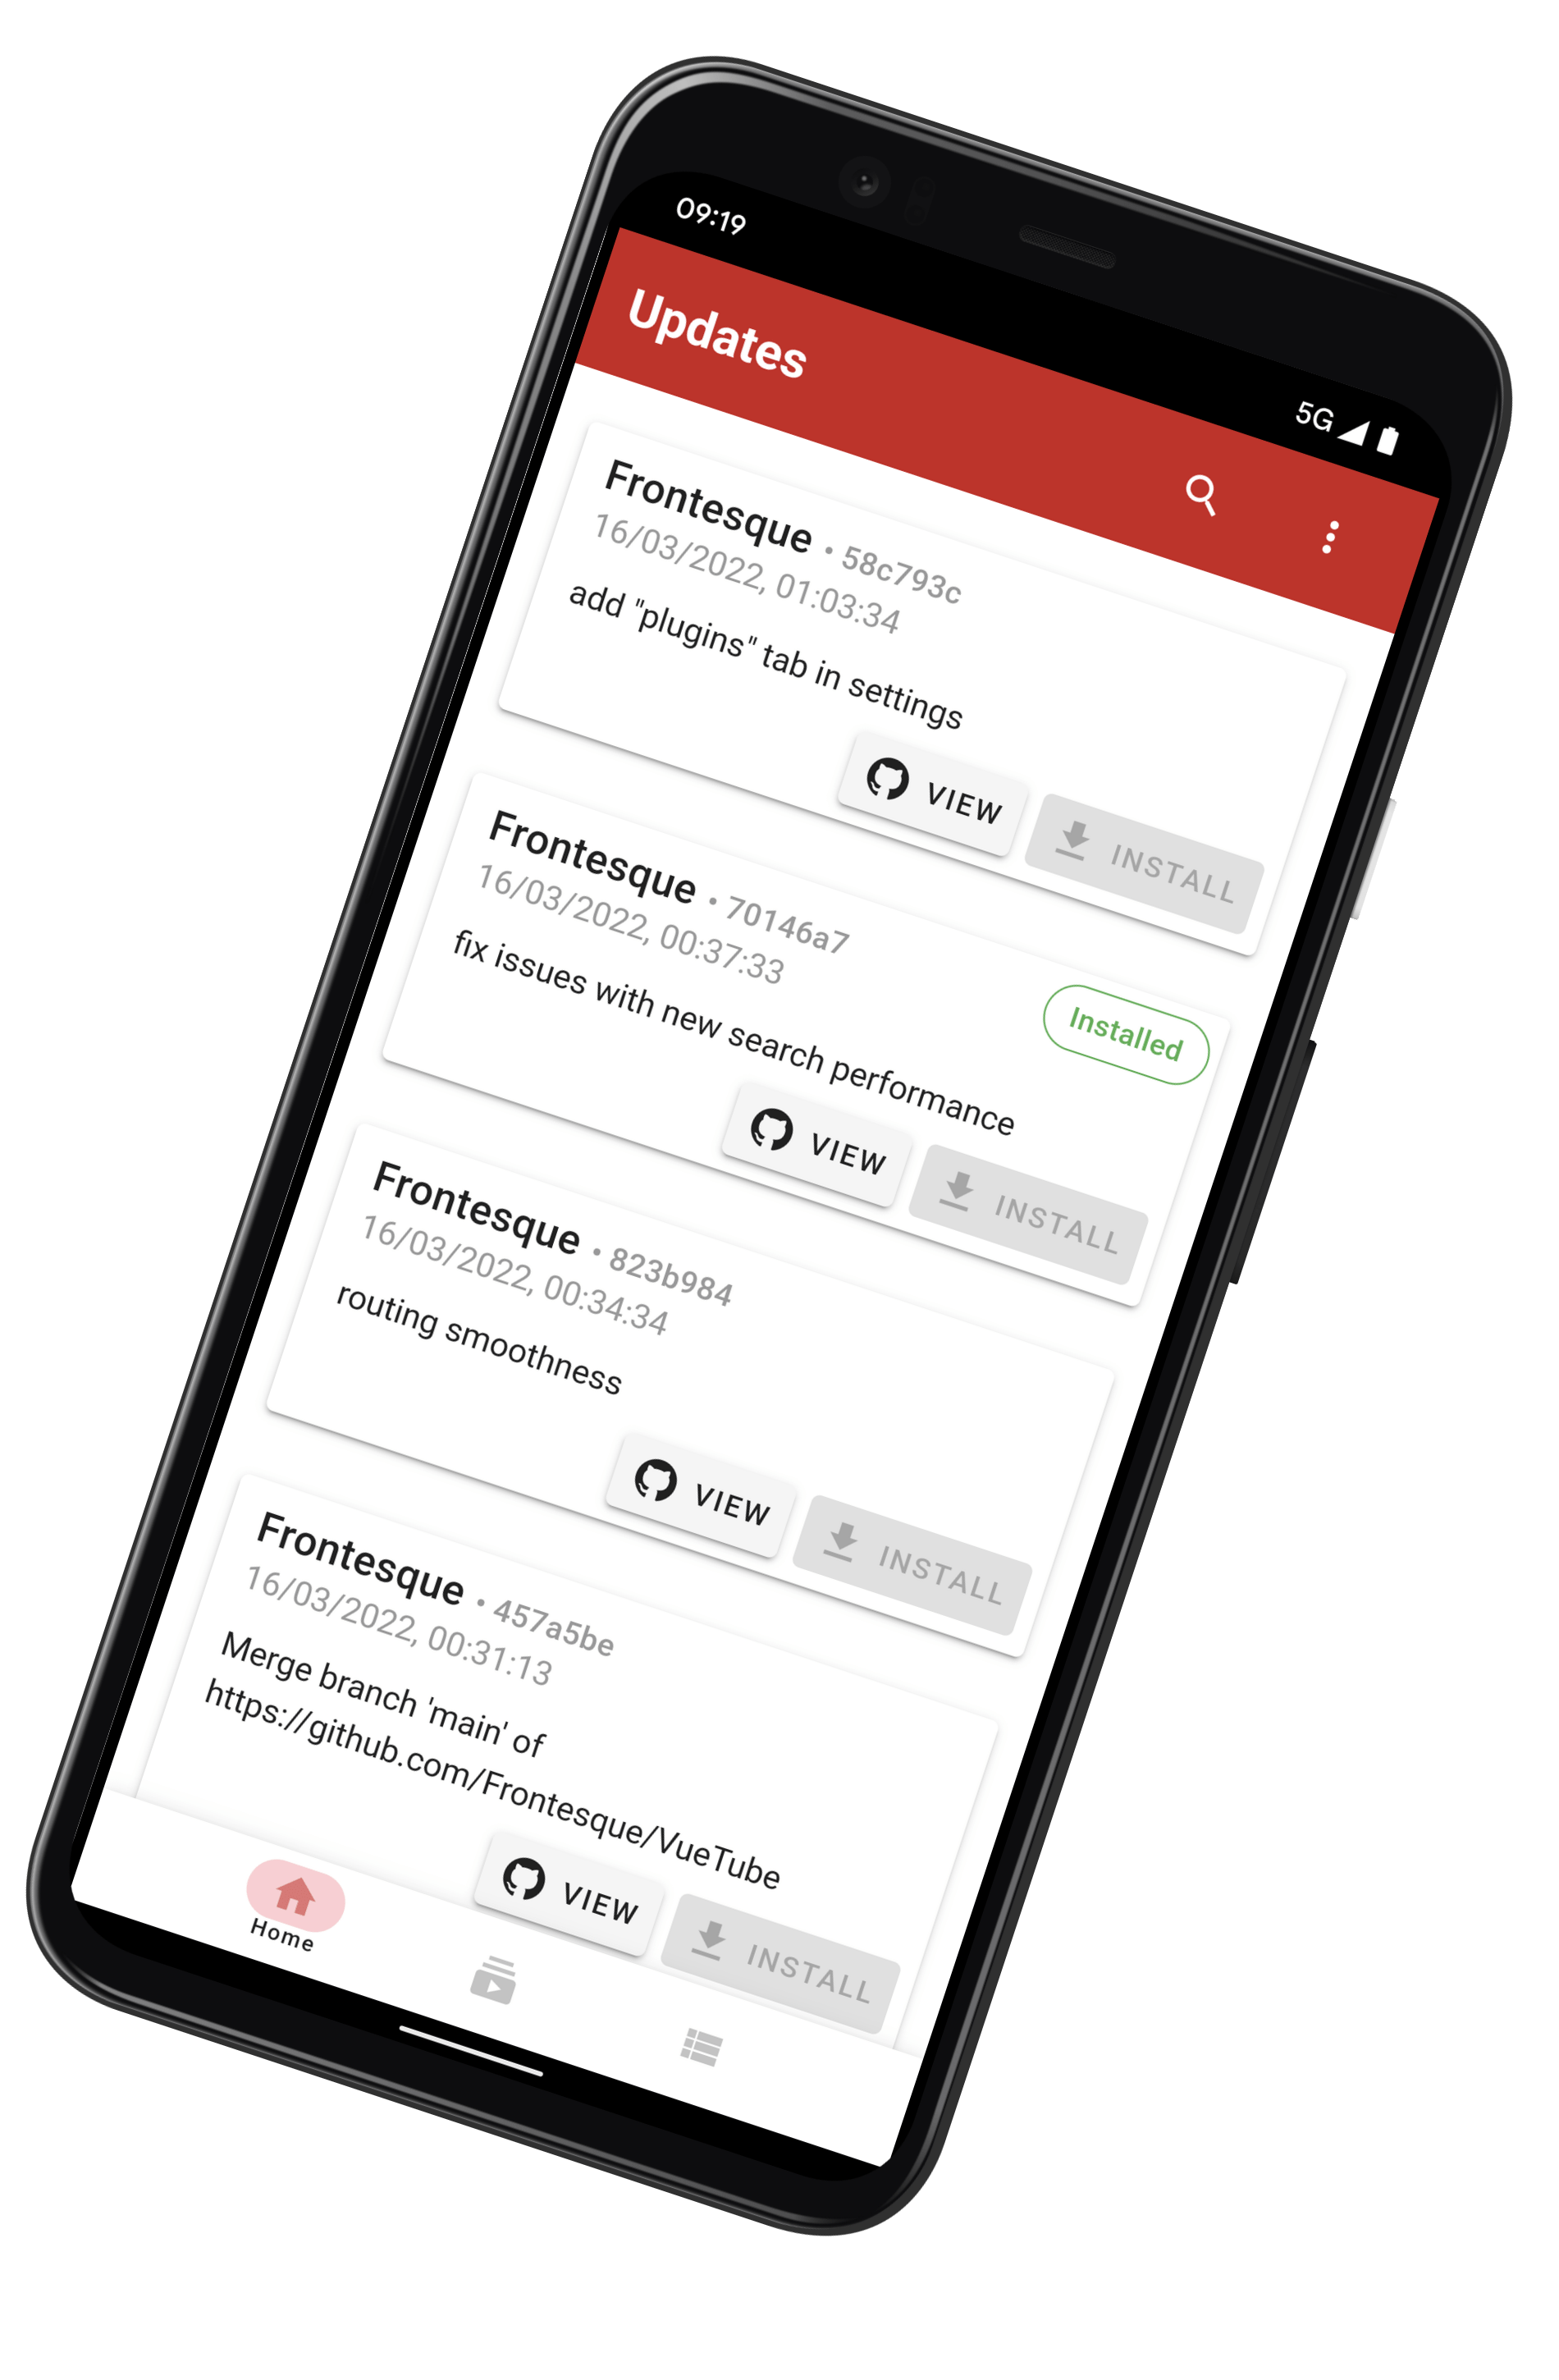 09:19
5G
Updates
Frontesque • 58c793c
16/03/2022, 01:03:34
add "plugins" tab in settings
VIEW
INSTALL
Frontesque • 70146a7
16/03/2022, 00:37:33
Installed
fix issues with new search performance
VIEW
INSTALL
Frontesque • 823b984
16/03/2022, 00:34:34
routing smoothness
VIEW
INSTALL
Frontesque • 457a5be
16/03/2022, 00:31:13
Merge branch 'main' of
https://github.com/Frontesque/VueTube
VIEW
INSTALL
Home